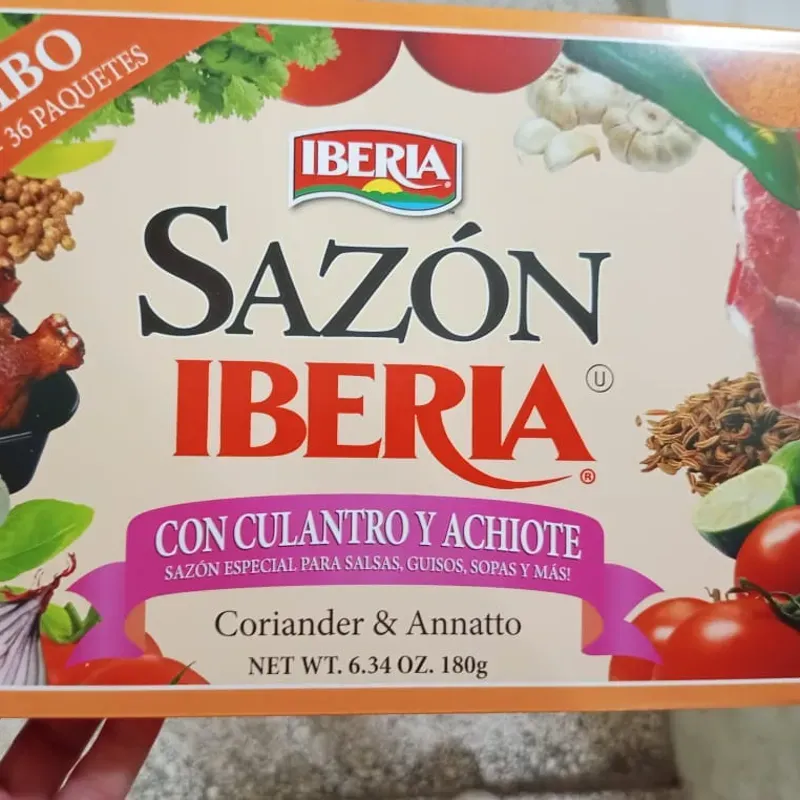 36 PAQUETES
IBERIA
SAZÓN
IBERIA
U
®
CON CULANTRO Y ACHIOTE
SAZÓN ESPECIAL PARA SALSAS, GUISOS, SOPAS Y MÁS!
Coriander & Annatto
NET WT. 6.34 OZ. 180g